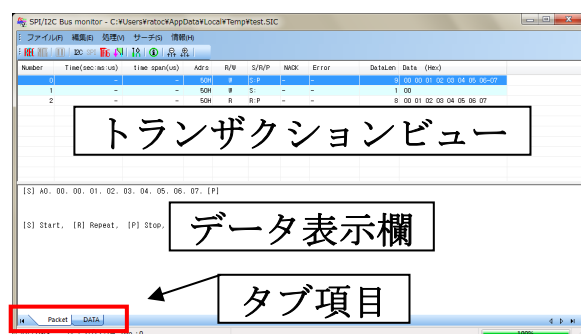 SPI/I2C Bus monitor - C:¥Users¥ratoc¥AppData¥Local¥Temp¥test.SIC
ファイル(F) 編集(E) 処理(V) サーチ(S) 情報(H)
REC I2C SPI
Number Time(sec:ms:us) time span(us) Adrs R/W S/R/P NACK Error DataLen Data (Hex)
0 - - 50H W S:P - - 9 00 00 01 02 03 04 05 06-07
1 - - 50H W S: - - 1 00
2 - - 50H R R:P - - 8 00 01 02 03 04 05 06 07
トランザクションビュー
[S] A0. 00. 00. 01. 02. 03. 04. 05. 06. 07. [P]
[S] Start, [R] Repeat, [P] Stop,
データ表示欄
タブ項目
Packet DATA
100%